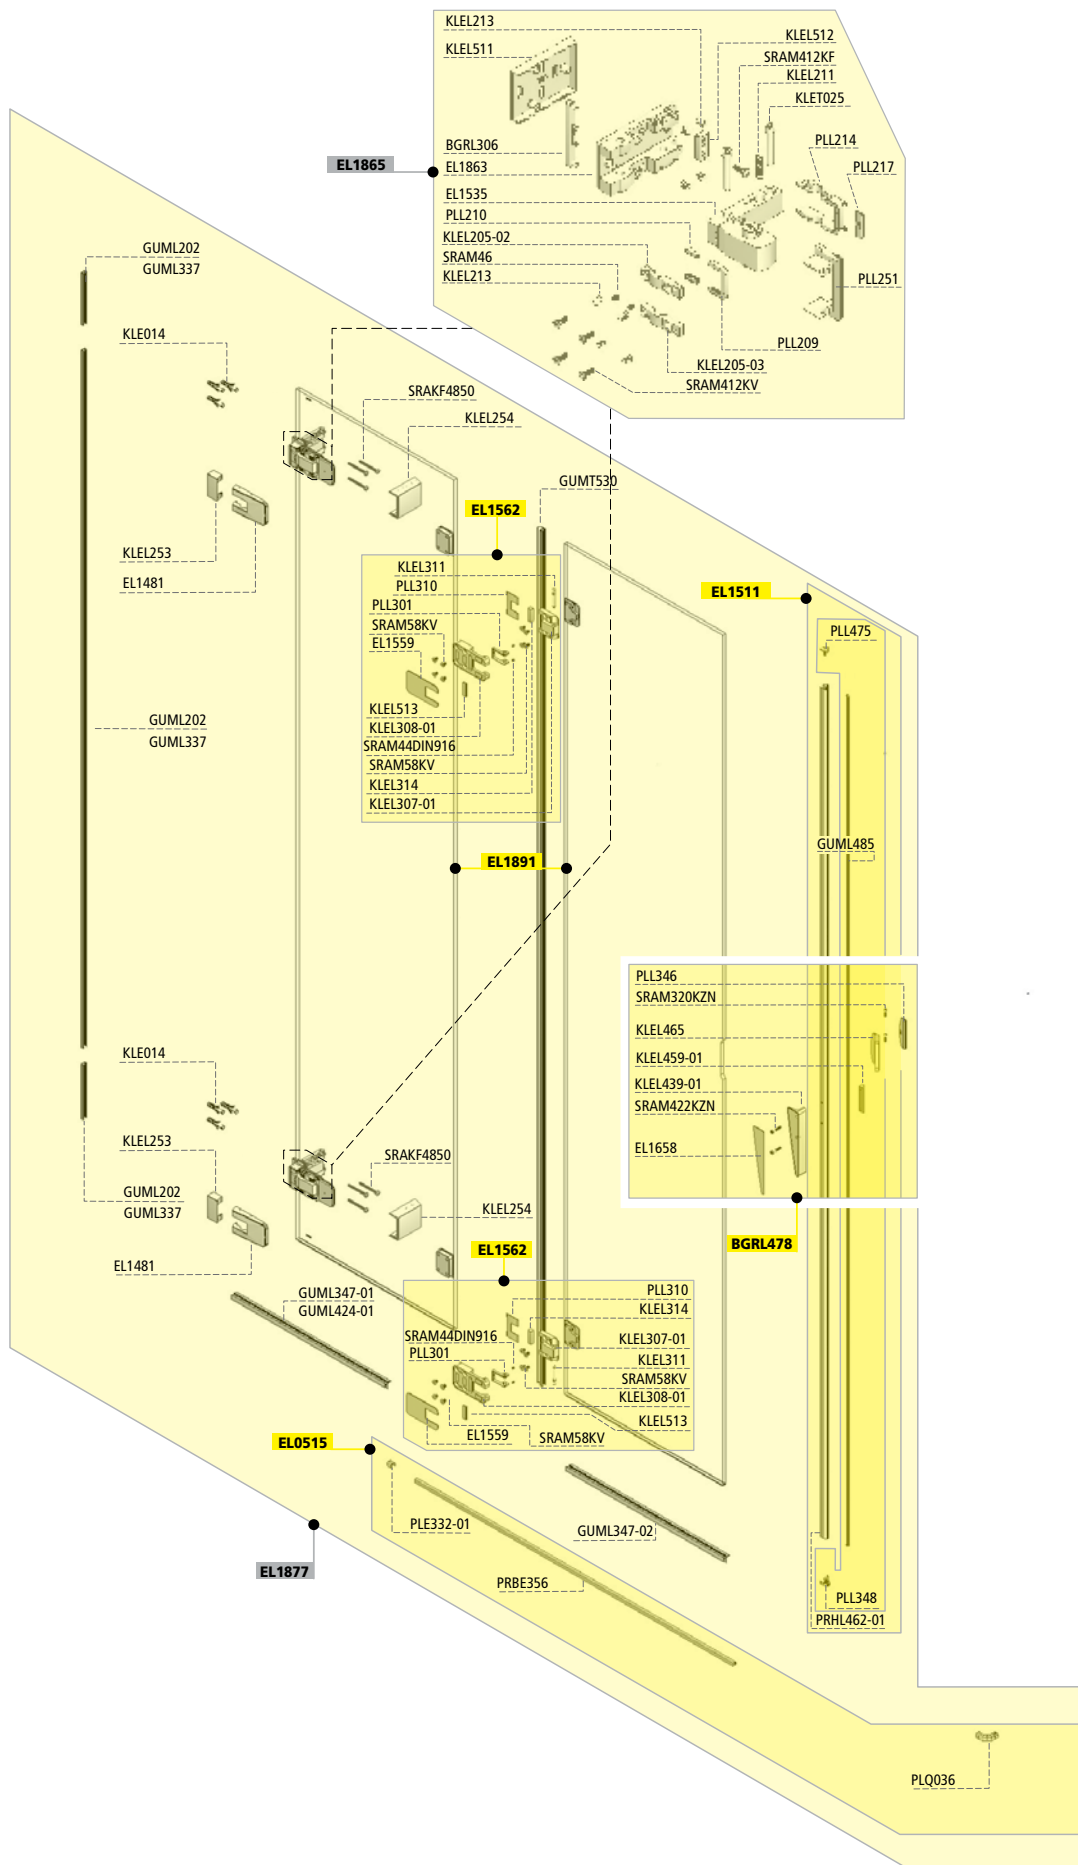 KLEL213
KLEL511
KLEL512
SRAM412KF
KLEL211
KLET025
PLL214
PLL217
BGRL306
EL1865
EL1863
EL1535
PLL210
KLEL205-02
SRAM46
KLEL213
PLL251
PLL209
KLEL205-03
SRAM412KV
GUML202
GUML337
KLE014
SRAKF4850
KLEL254
GUMT530
EL1562
KLEL253
EL1481
KLEL311
PLL310
PLL301
SRAM58KV
EL1559
EL1511
PLL475
KLEL513
KLEL308-01
SRAM44DIN916
SRAM58KV
KLEL314
KLEL307-01
GUML202
GUML337
GUML485
EL1891
PLL346
SRAM320KZN
KLEL465
KLEL459-01
KLEL439-01
SRAM422KZN
EL1658
KLE014
KLEL253
SRAKF4850
GUML202
GUML337
KLEL254
EL1481
EL1562
BGRL478
GUML347-01
GUML424-01
PLL310
KLEL314
SRAM44DIN916
KLEL307-01
PLL301
KLEL311
SRAM58KV
KLEL308-01
KLEL513
EL1559
SRAM58KV
EL0515
PLE332-01
GUML347-02
EL1877
PRBE356
PLL348
PRHL462-01
PLQ036